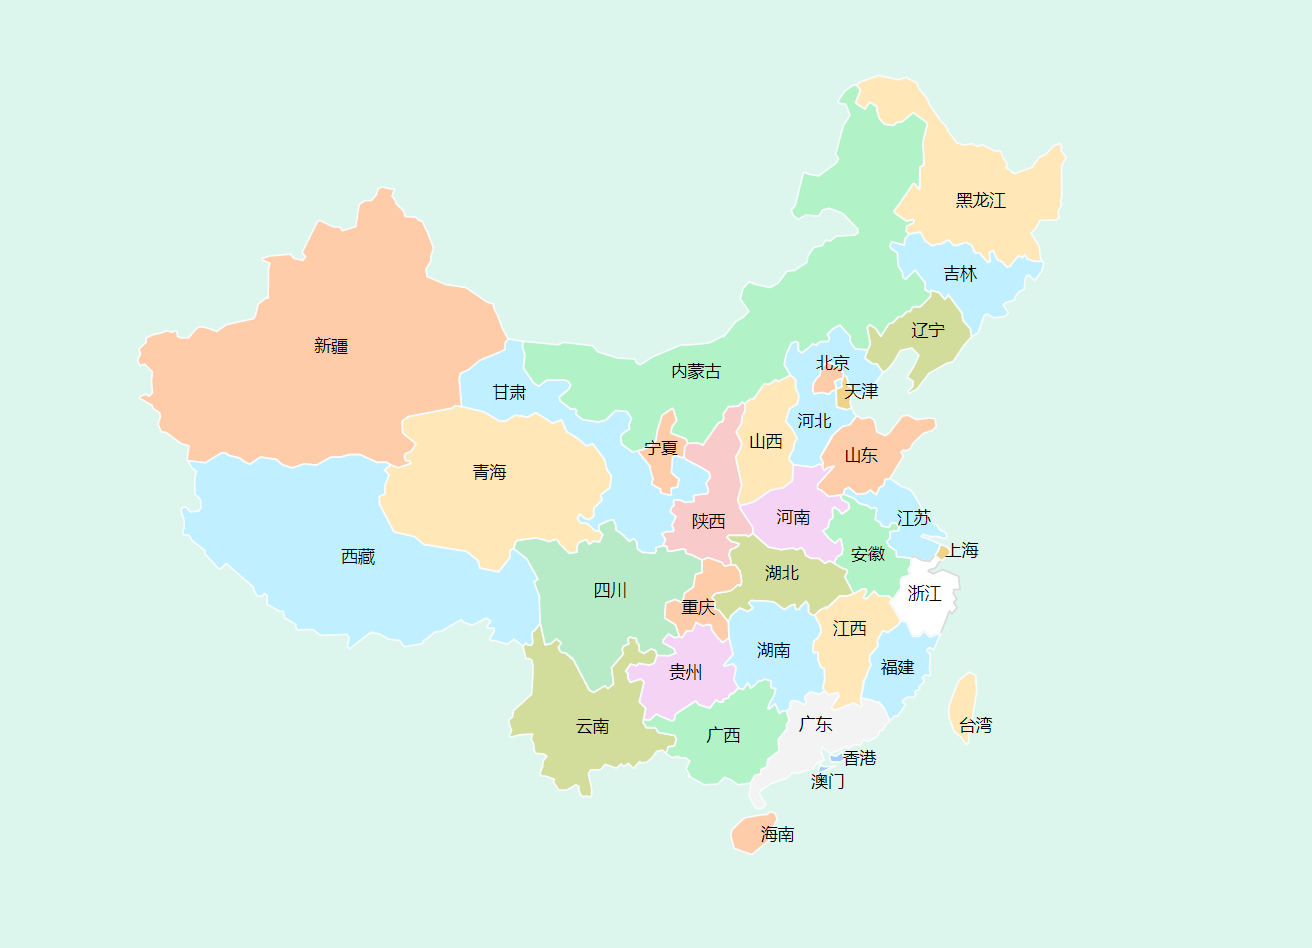 黑龙江
吉林
辽宁
新疆
北京
内蒙古
甘肃
天津
河北
山西
宁夏
山东
青海
河南
江苏
陕西
上海
安徽
西藏
湖北
四川
浙江
重庆
江西
湖南
福建
贵州
广东
台湾
云南
广西
香港
澳门
海南